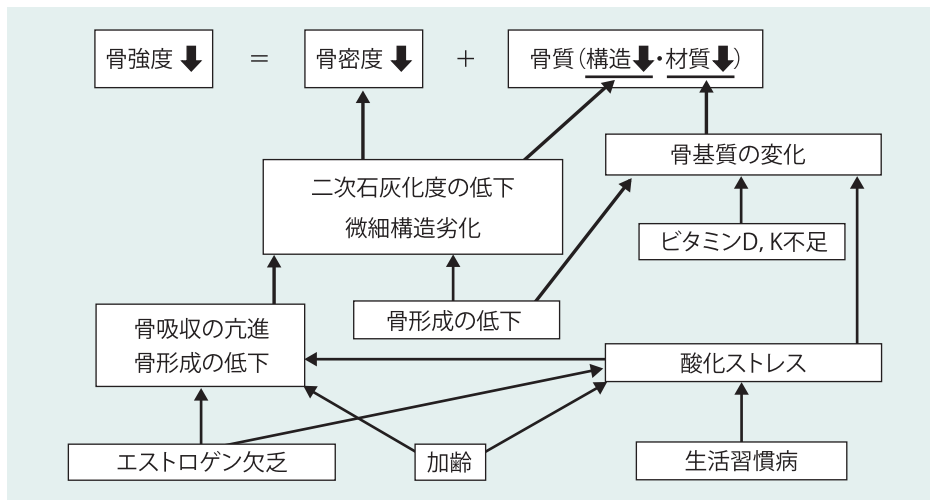 骨強度⬇ = 骨密度⬇ + 骨質(構造⬇・材質⬇)
骨基質の変化
二次石灰化度の低下
微細構造劣化
ビタミンD, K不足
骨吸収の亢進
骨形成の低下
骨形成の低下
酸化ストレス
エストロゲン欠乏
加齢
生活習慣病